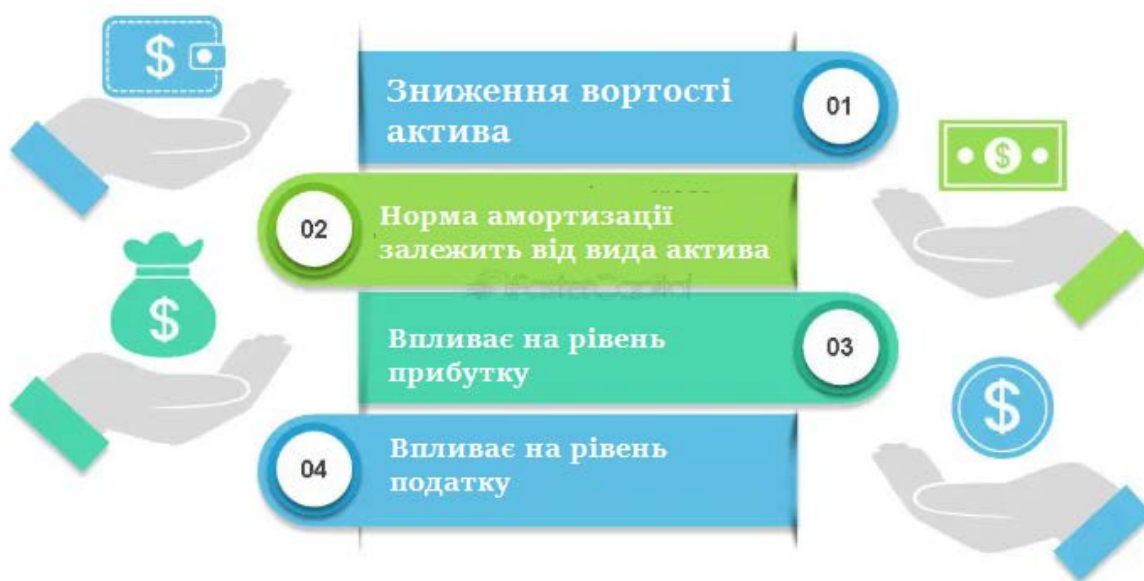 Зниження вортості
актива
01
02
Норма амортизації
залежить від вида актива
Впливає на рівень
прибутку
03
04
Впливає на рівень
податку